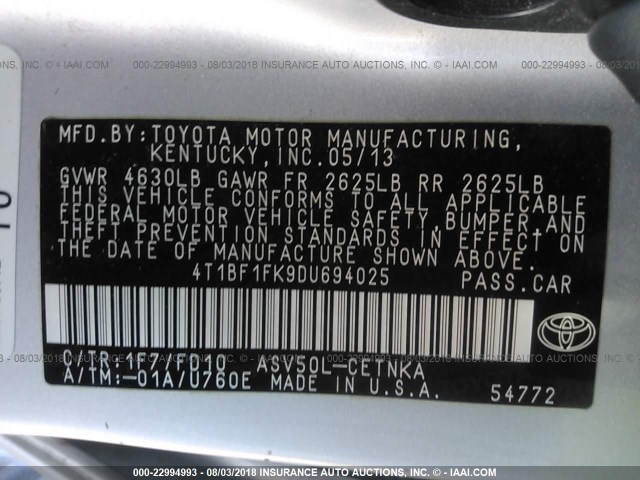 000-22994993 - 08/03/2018 INSURANCE AUTO AUCTIONS - © IAAI.COM
MFD.BY:TOYOTA MOTOR MANUFACTURING,
KENTUCKY,INC.05/13
GVWR 4630LB GAWR FR 2625LB RR 2625LB
THIS VEHICLE CONFORMS TO ALL APPLICABLE
FEDERAL MOTOR VEHICLE SAFETY,BUMPER,AND
THEFT PREVENTION STANDARDS IN EFFECT ON
THE DATE OF MANUFACTURE SHOWN ABOVE.
4T1BF1FK9DU694025 PASS.CAR
C/TR:1F7/FD10 ASV50L-CETNKA
A/TM:-01A/U760E MADE IN U.S.A.
54772
000-22994993 - 08/03/2018 INSURANCE AUTO AUCTIONS - © IAAI.COM